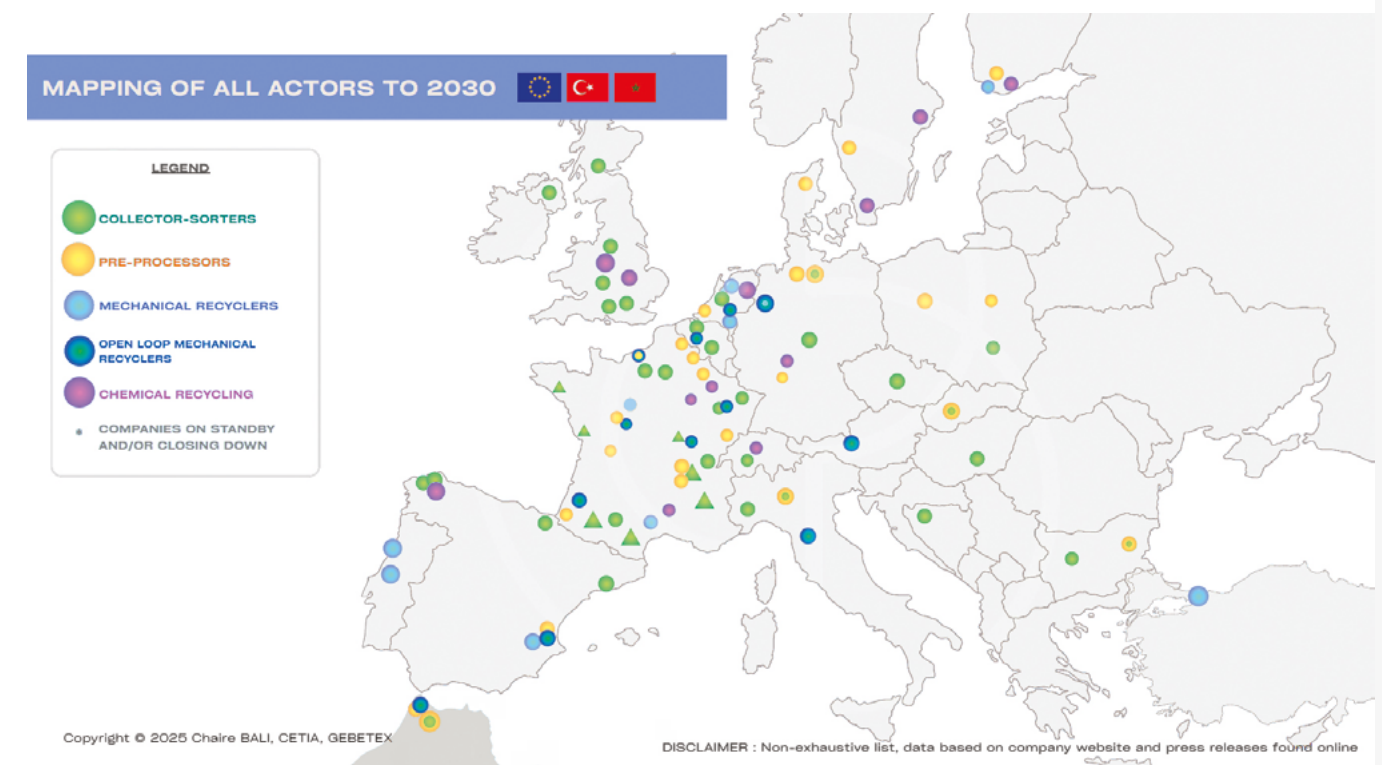 MAPPING OF ALL ACTORS TO 2030
LEGEND
COLLECTOR-SORTERS
PRE-PROCESSORS
MECHANICAL RECYCLERS
OPEN LOOP MECHANICAL
RECYCLERS
CHEMICAL RECYCLING
COMPANIES ON STANDBY
AND/OR CLOSING DOWN
Copyright © 2025 Chaire BALI, CETIA, GEBETEX
DISCLAIMER : Non-exhaustive list, data based on company website and press releases found online